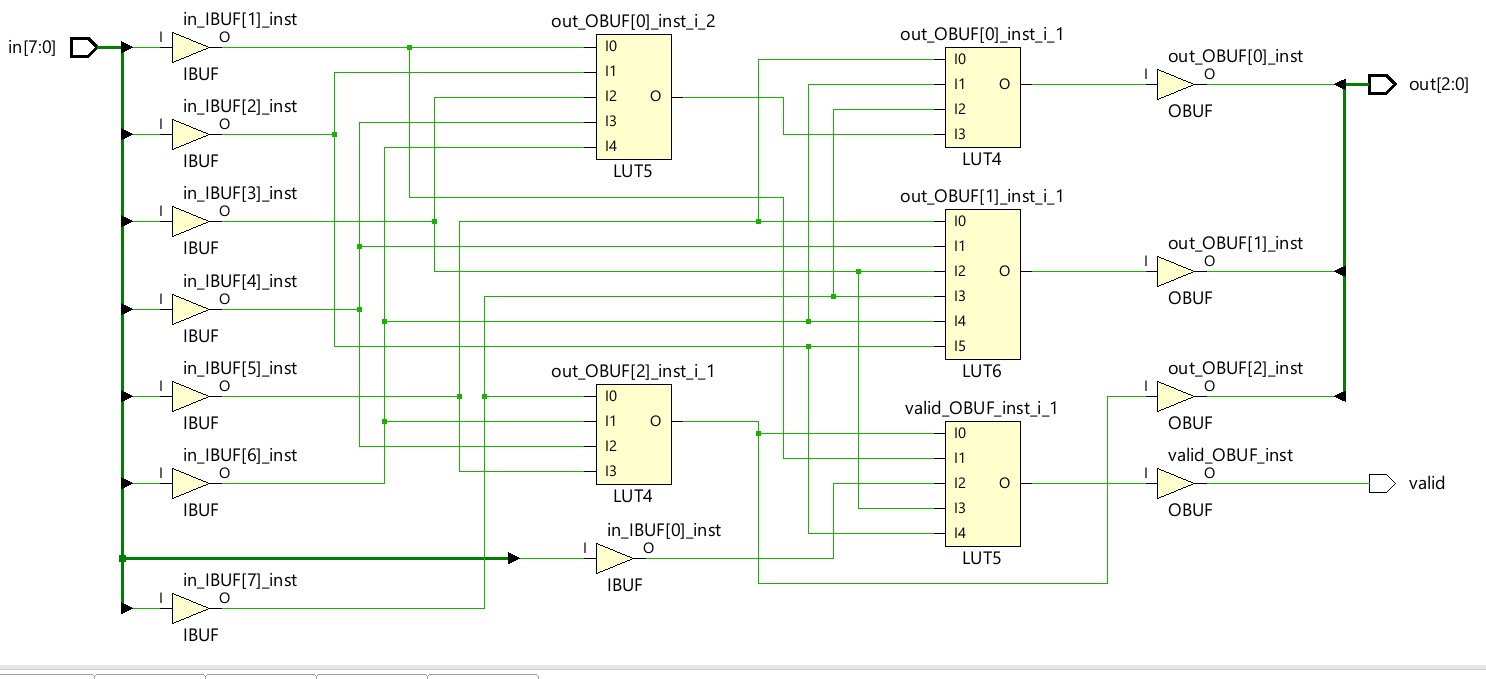 in[7:0]
in_IBUF[1]_inst
I
O
IBUF
in_IBUF[2]_inst
I
O
IBUF
in_IBUF[3]_inst
I
O
IBUF
in_IBUF[4]_inst
I
O
IBUF
in_IBUF[5]_inst
I
O
IBUF
in_IBUF[6]_inst
I
O
IBUF
in_IBUF[7]_inst
I
O
IBUF
out_OBUF[0]_inst_i_2
I0
I1
I2
I3
I4
O
LUT5
out_OBUF[2]_inst_i_1
I0
I1
I2
I3
O
LUT4
in_IBUF[0]_inst
I
O
IBUF
out_OBUF[0]_inst_i_1
I0
I1
I2
I3
O
LUT4
out_OBUF[1]_inst_i_1
I0
I1
I2
I3
I4
I5
O
LUT6
valid_OBUF_inst_i_1
I0
I1
I2
I3
I4
O
LUT5
out_OBUF[0]_inst
I
O
OBUF
out_OBUF[1]_inst
I
O
OBUF
out_OBUF[2]_inst
I
O
OBUF
valid_OBUF_inst
I
O
OBUF
out[2:0]
valid